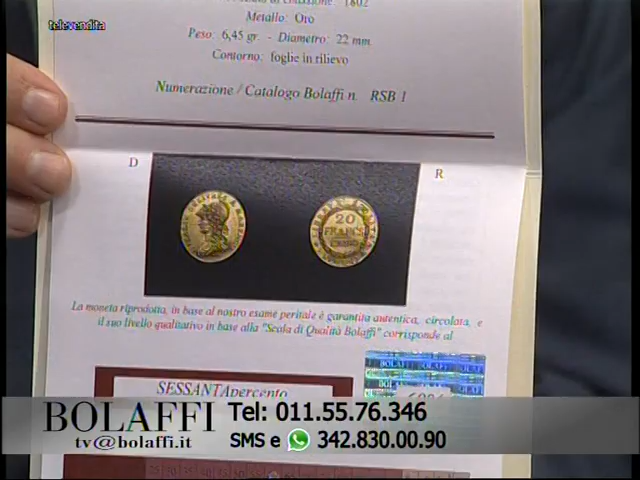 televendita
di emissione: 1802
Metallo: Oro
Peso: 6,45 gr. - Diametro: 22 mm
Contorno: foglie in rilievo
Numerazione / Catalogo Bolaffi n. RSB 1
D
R
20
FRANCS
La moneta riprodotta, in base al nostro esame peritale è garantita autentica, circolata, e
il suo livello qualitativo in base alla "Scala di Qualità Bolaffi" corrisponde al
SESSANTApercento
BOLAFFI
tv@bolaffi.it
Tel: 011.55.76.346
SMS e 342.830.00.90